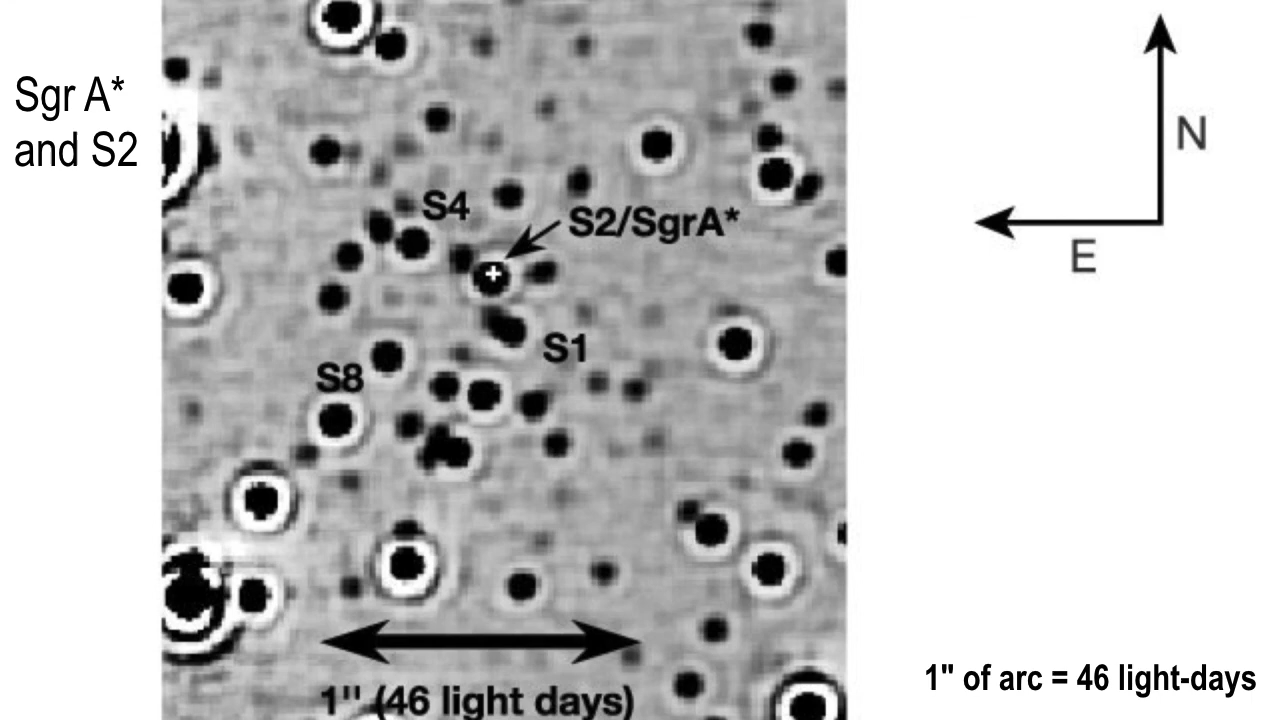 Sgr A*
and S2
N
E
S4
S2/SgrA*
S1
S8
1" (46 light days)
1" of arc = 46 light-days